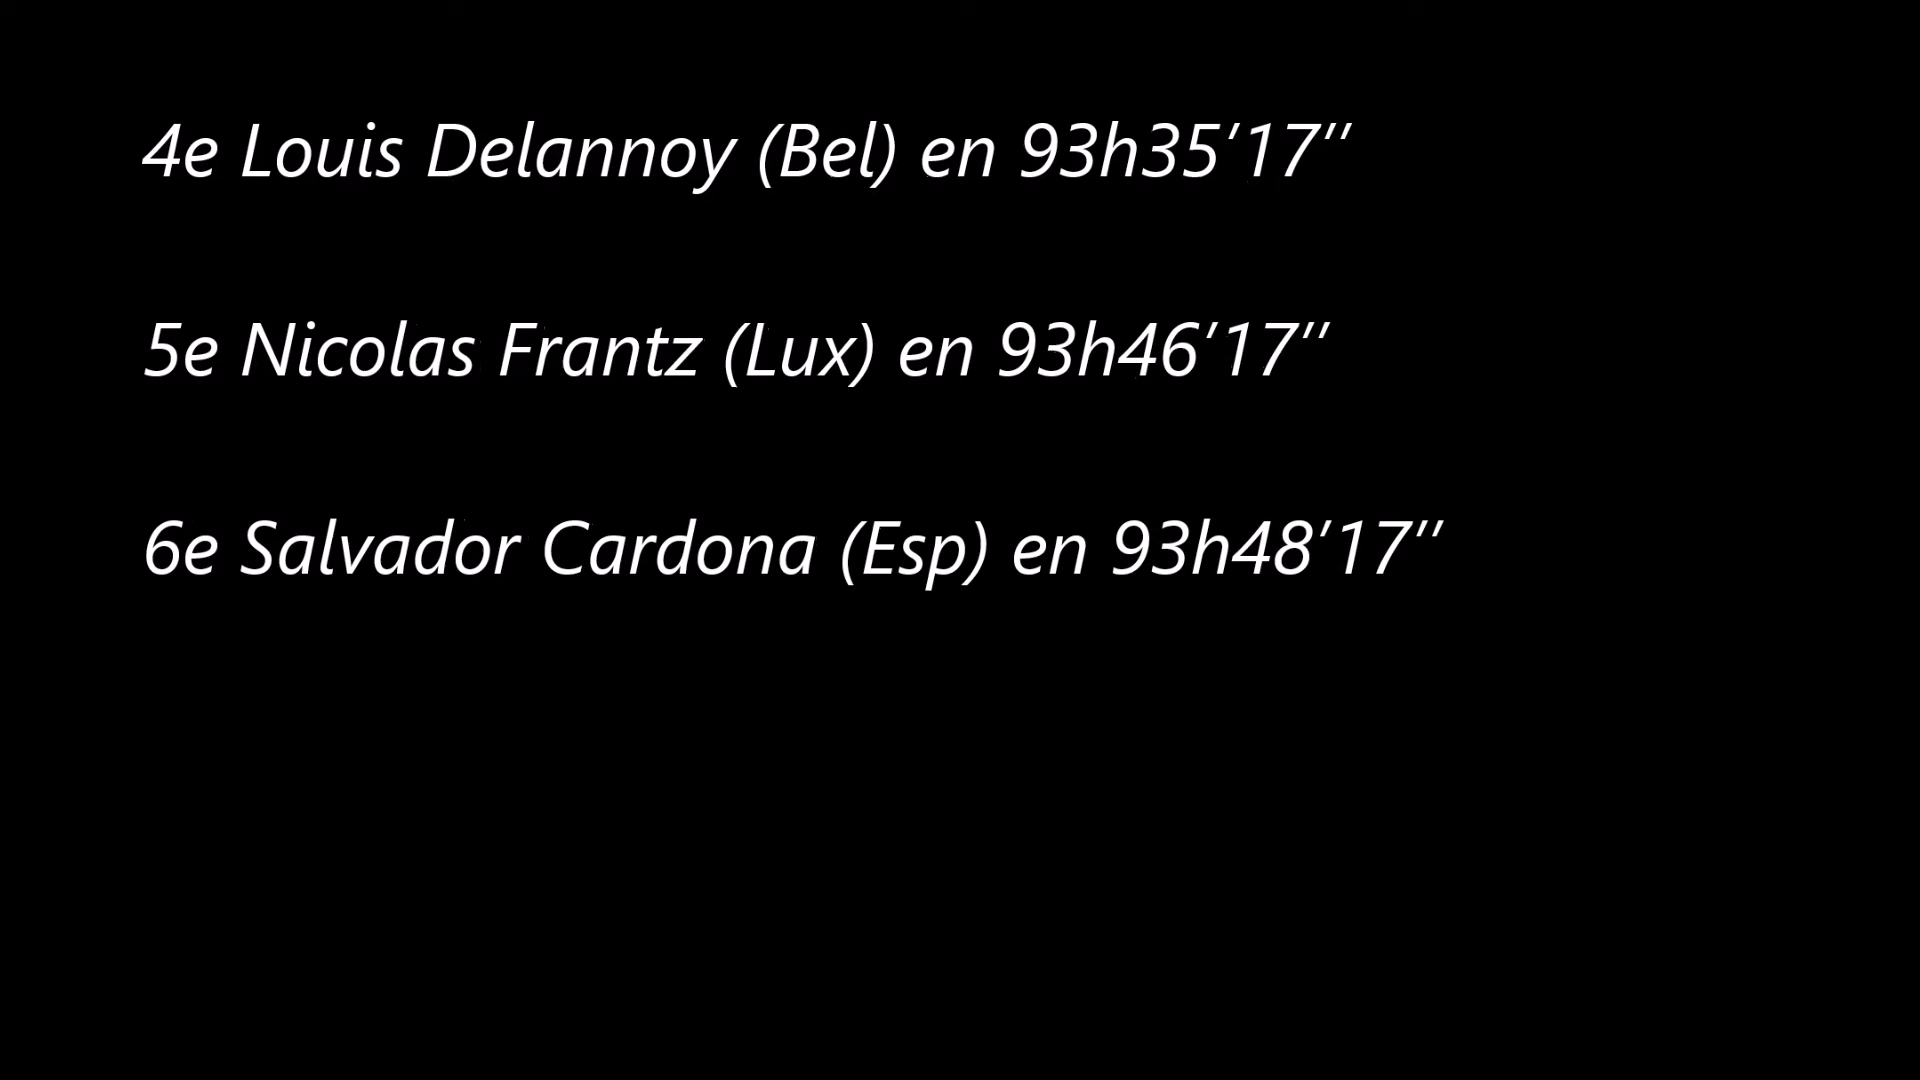 4e Louis Delannoy (Bel) en 93h35’17’’
5e Nicolas Frantz (Lux) en 93h46’17’’
6e Salvador Cardona (Esp) en 93h48’17’’